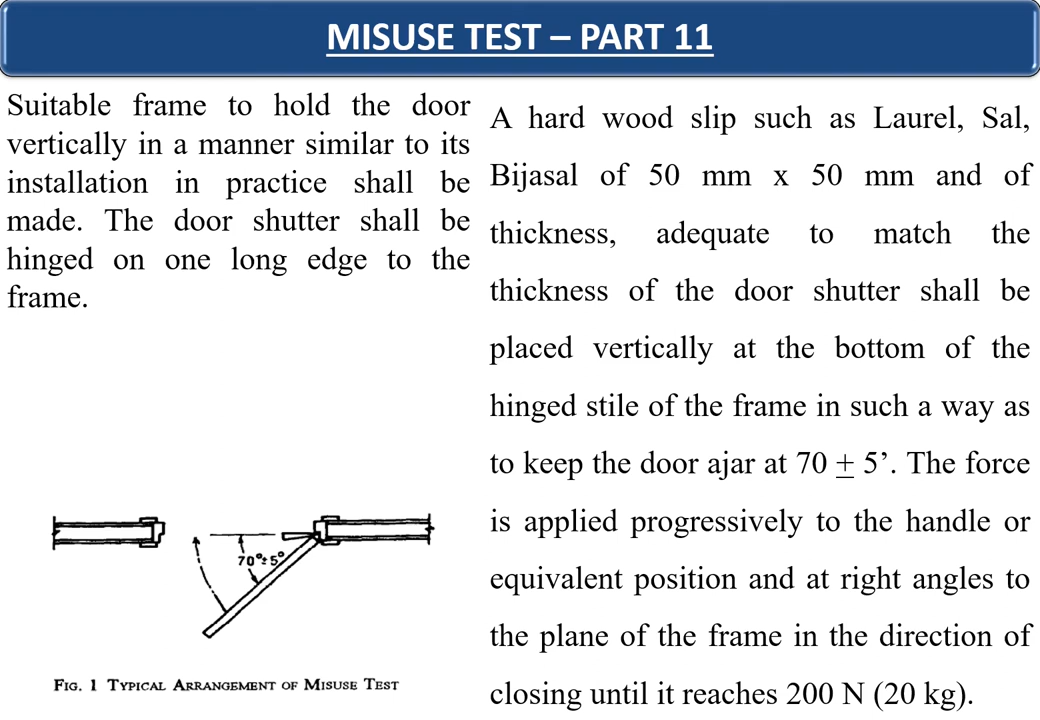 MISUSE TEST – PART 11
Suitable frame to hold the door
vertically in a manner similar to its
installation in practice shall be
made. The door shutter shall be
hinged on one long edge to the
frame.
70°±5°
FIG. 1 TYPICAL ARRANGEMENT OF MISUSE TEST
A hard wood slip such as Laurel, Sal,
Bijasal of 50 mm x 50 mm and of
thickness, adequate to match the
thickness of the door shutter shall be
placed vertically at the bottom of the
hinged stile of the frame in such a way as
to keep the door ajar at 70 ± 5’. The force
is applied progressively to the handle or
equivalent position and at right angles to
the plane of the frame in the direction of
closing until it reaches 200 N (20 kg).